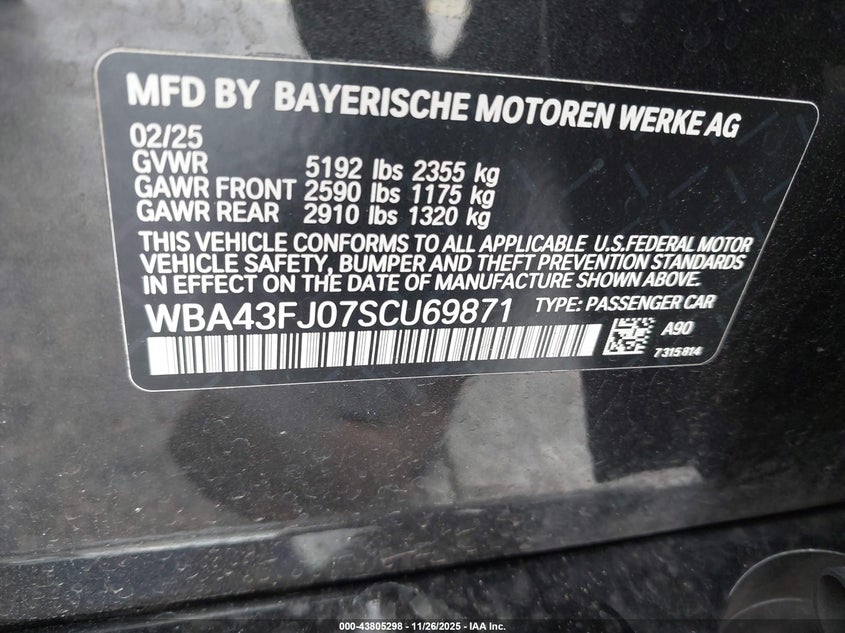 MFD BY BAYERISCHE MOTOREN WERKE AG
02/25
GVWR 5192 lbs 2355 kg
GAWR FRONT 2590 lbs 1175 kg
GAWR REAR 2910 lbs 1320 kg
THIS VEHICLE CONFORMS TO ALL APPLICABLE U.S.FEDERAL MOTOR
VEHICLE SAFETY, BUMPER AND THEFT PREVENTION STANDARDS
IN EFFECT ON THE DATE OF MANUFACTURE SHOWN ABOVE.
WBA43FJ07SCU69871 TYPE: PASSENGER CAR
A90
7315814
000-43805298 - 11/26/2025 - IAA Inc.